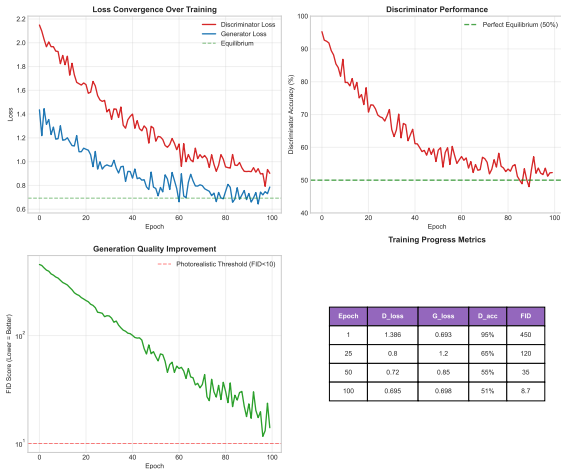 Loss Convergence Over Training
Discriminator Loss
Generator Loss
Equilibrium
2.2
2.0
1.8
1.6
1.4
1.2
1.0
0.8
0.6
Loss
0 20 40 60 80 100
Epoch
Discriminator Performance
Perfect Equilibrium (50%)
100
90
80
70
60
50
40
Discriminator Accuracy (%)
0 20 40 60 80 100
Epoch
Generation Quality Improvement
Photorealistic Threshold (FID<10)
10²
10¹
FID Score (Lower = Better)
0 20 40 60 80 100
Epoch
Training Progress Metrics
Epoch D_loss G_loss D_acc FID
1 1.386 0.693 95% 450
25 0.8 1.2 65% 120
50 0.72 0.85 55% 35
100 0.695 0.698 51% 8.7